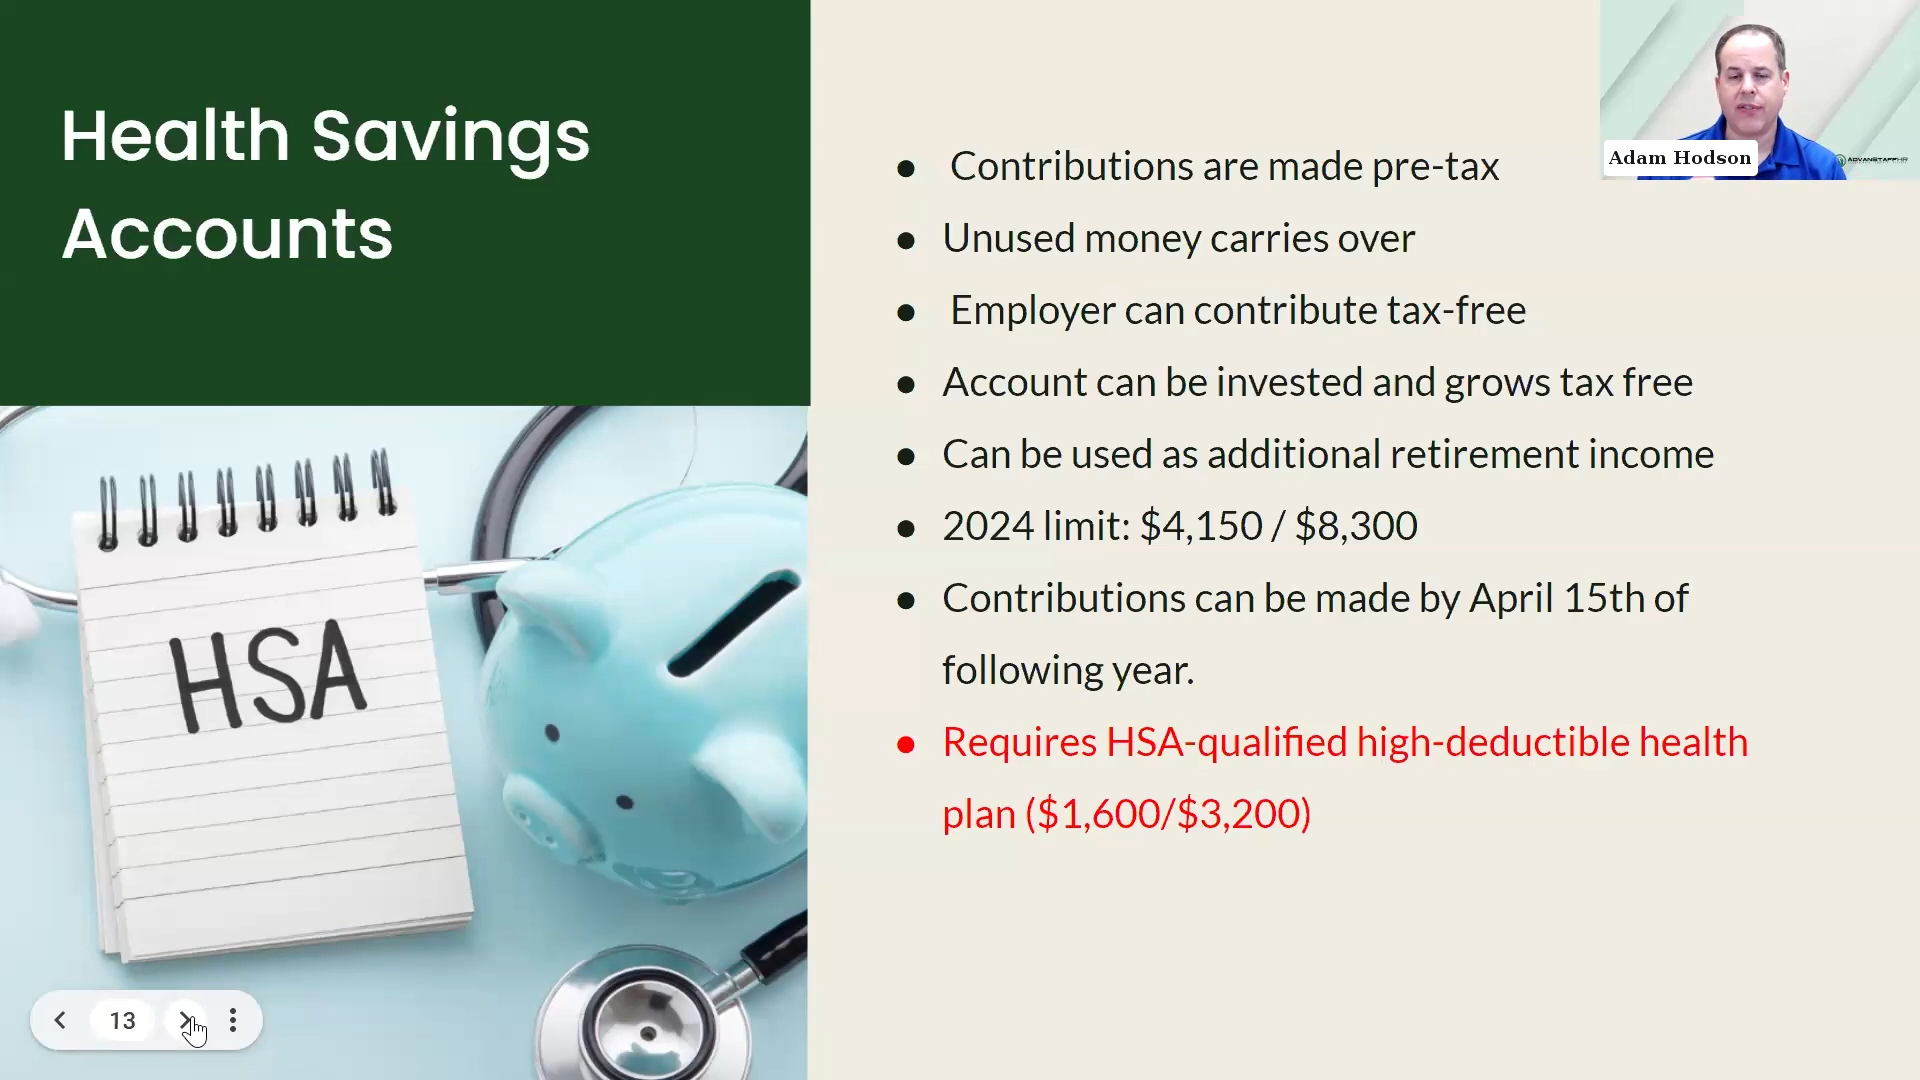 Health Savings
Accounts
Adam Hodson
ADVANSTAFFHR
● Contributions are made pre-tax
● Unused money carries over
● Employer can contribute tax-free
● Account can be invested and grows tax free
● Can be used as additional retirement income
● 2024 limit: $4,150 / $8,300
● Contributions can be made by April 15th of
following year.
● Requires HSA-qualified high-deductible health
plan ($1,600/$3,200)
HSA
13